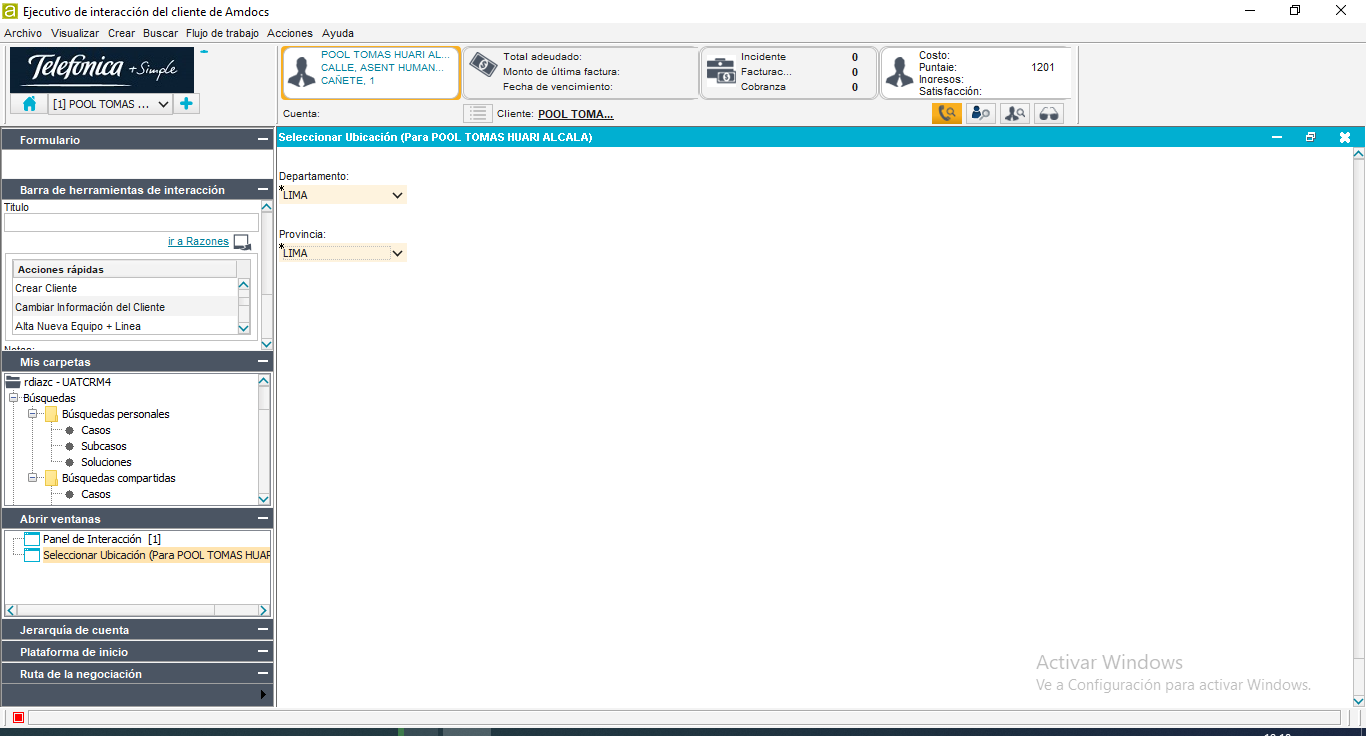 Ejecutivo de interacción del cliente de Amdocs
Archivo Visualizar Crear Buscar Flujo de trabajo Acciones Ayuda
Telefónica +Simple
[1] POOL TOMAS ...
POOL TOMAS HUARI AL...
CALLE, ASENT HUMAN...
CAÑETE, 1
Total adeudado:
Monto de última factura:
Fecha de vencimiento:
Incidente 0
Facturac... 0
Cobranza 0
Costo:
Puntaie: 1201
Inqresos:
Satisfacción:
Cuenta:
Cliente: POOL TOMA...
Formulario
Barra de herramientas de interacción
Título
ir a Razones
Acciones rápidas
Crear Cliente
Cambiar Información del Cliente
Alta Nueva Equipo + Linea
Notas:
Mis carpetas
rdiazc - UATCRM4
Búsquedas
Búsquedas personales
Casos
Subcasos
Soluciones
Búsquedas compartidas
Casos
Abrir ventanas
Panel de Interacción [1]
Seleccionar Ubicación (Para POOL TOMAS HUAR
Jerarquía de cuenta
Plataforma de inicio
Ruta de la negociación
Seleccionar Ubicación (Para POOL TOMAS HUARI ALCALA)
Departamento:
*
LIMA
Provincia:
*
LIMA
Activar Windows
Ve a Configuración para activar Windows.